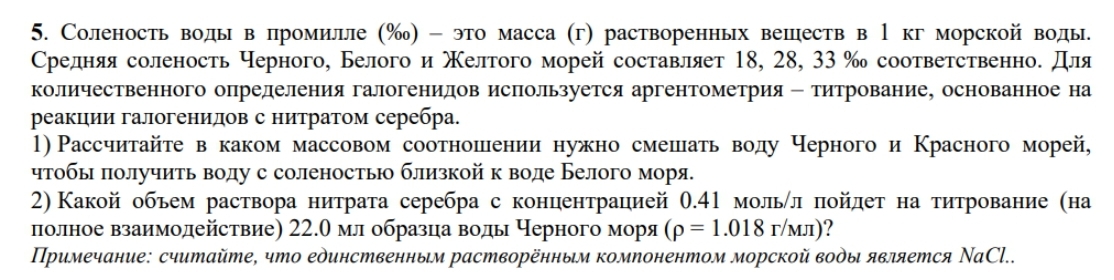 5. Соленость воды в промилле (‰) – это масса (г) растворенных веществ в 1 кг морской воды.
Средняя соленость Черного, Белого и Желтого морей составляет 18, 28, 33 ‰ соответственно. Для
количественного определения галогенидов используется аргентометрия – титрование, основанное на
реакции галогенидов с нитратом серебра.
1) Рассчитайте в каком массовом соотношении нужно смешать воду Черного и Красного морей,
чтобы получить воду с соленостью близкой к воде Белого моря.
2) Какой объем раствора нитрата серебра с концентрацией 0.41 моль/л пойдет на титрование (на
полное взаимодействие) 22.0 мл образца воды Черного моря (ρ = 1.018 г/мл)?
Примечание: считайте, что единственным растворённым компонентом морской воды является NaCl..